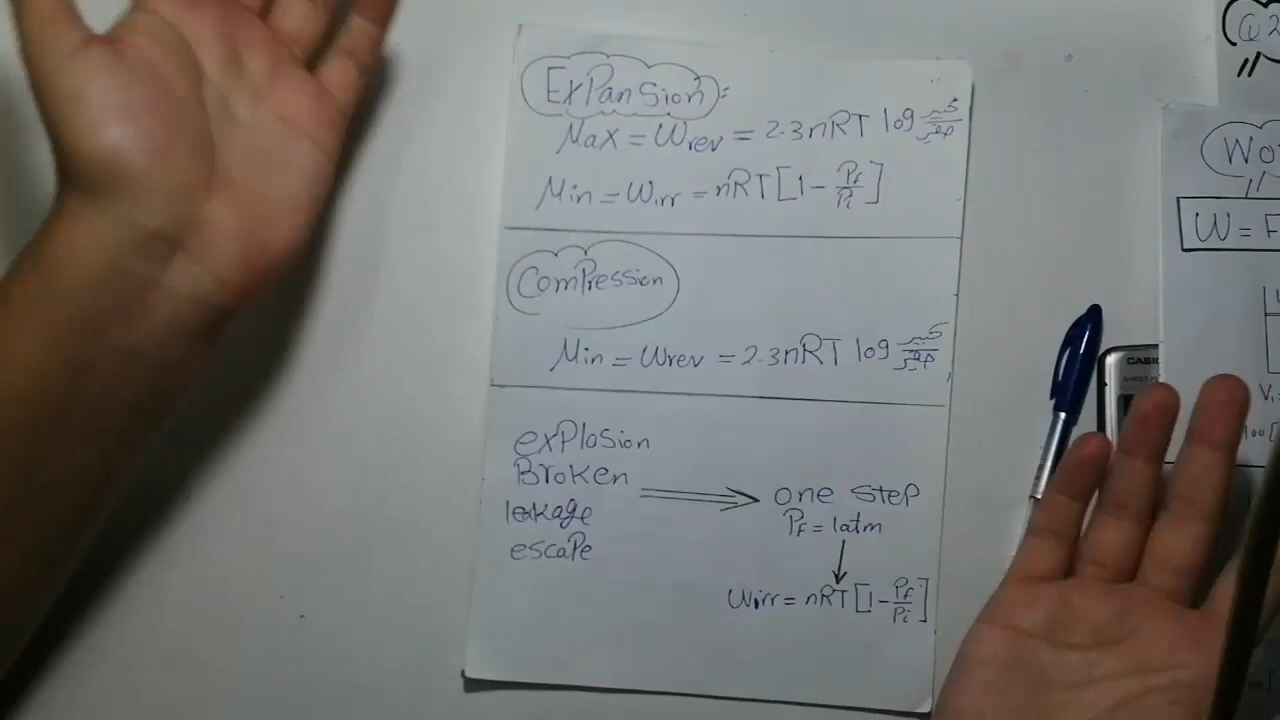 Expansion:
Max = Wrev = 2.3nRT log كبير/صغير
Min = Wirr = nRT [1 - Pf/Pi]
Compression
Min = Wrev = 2.3nRT log كبير/صغير
explosion
Broken
leakage
escape
one step
Pf = 1atm
Wirr = nRT [1 - Pf/Pi]
Q2
W = F
CASIO